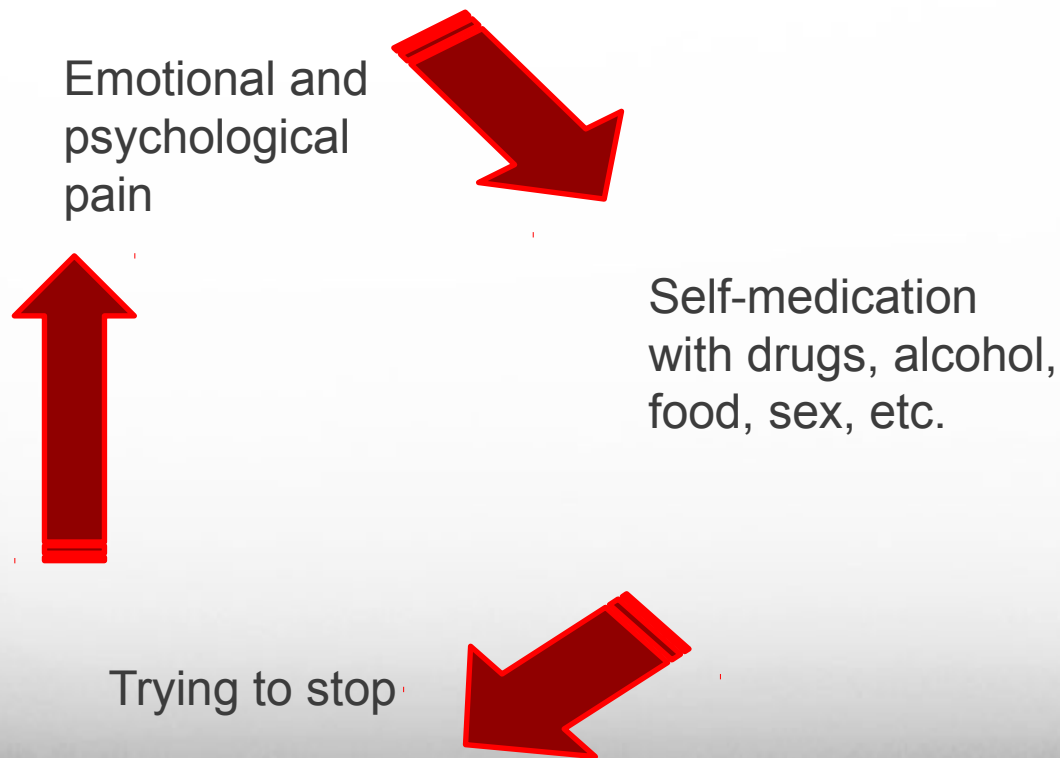 Emotional and
psychological
pain
Self-medication
with drugs, alcohol,
food, sex, etc.
Trying to stop